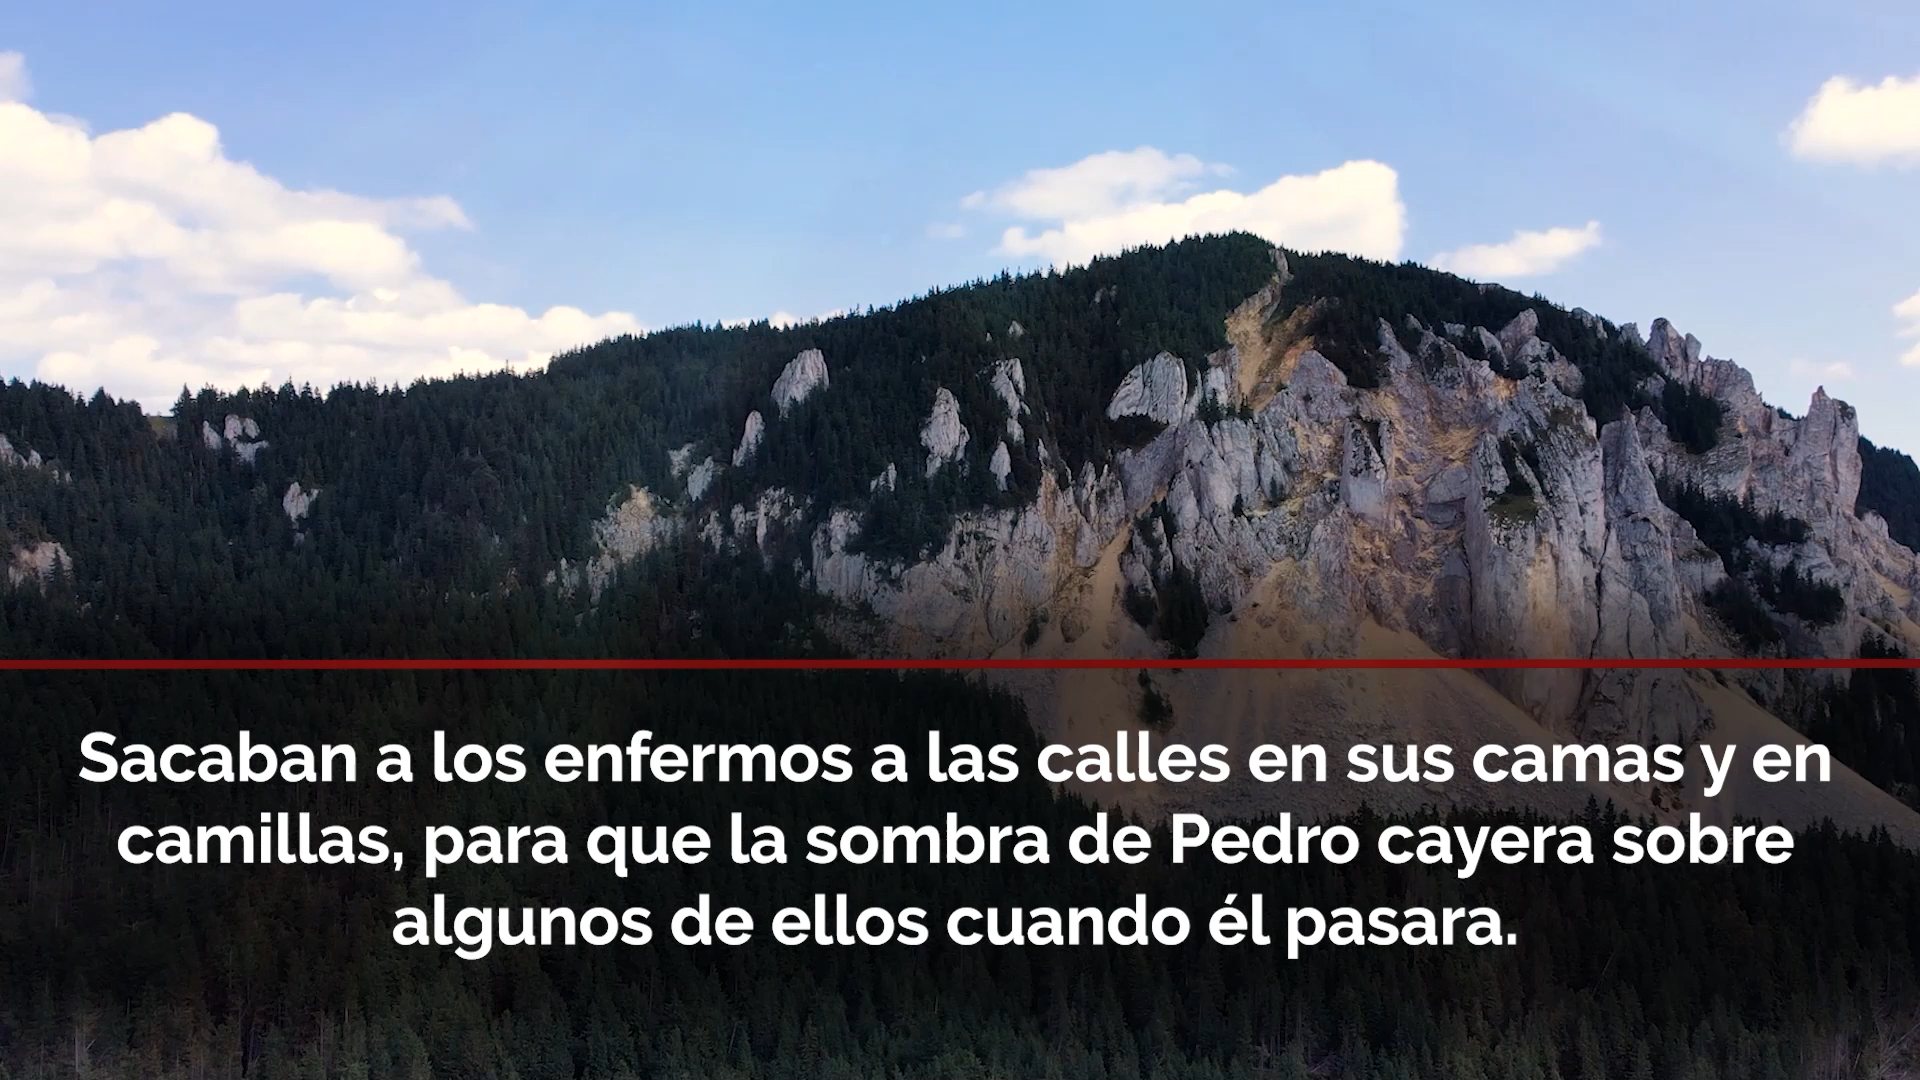 Sacaban a los enfermos a las calles en sus camas y en
camillas, para que la sombra de Pedro cayera sobre
algunos de ellos cuando él pasara.